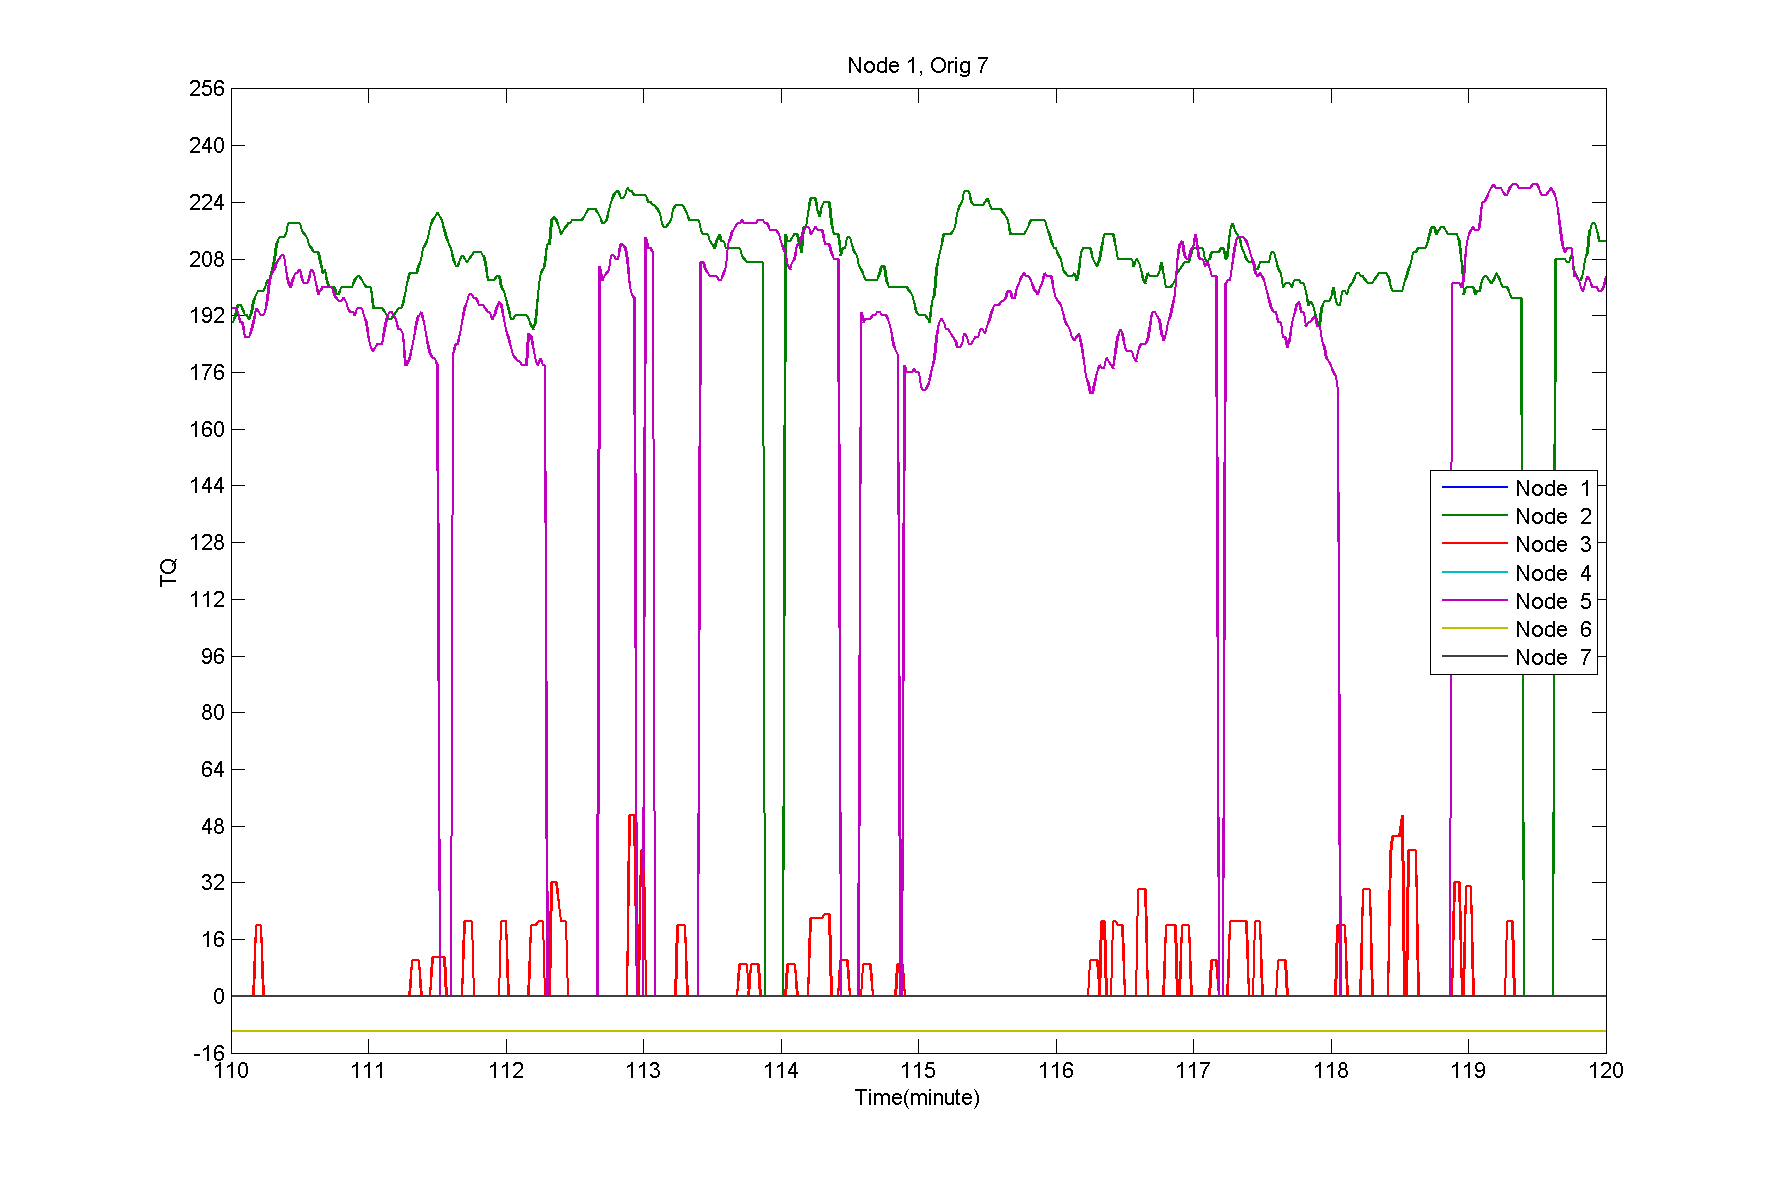 Node 1, Orig 7
256
240
224
208
192
176
160
144
128
112
96
80
64
48
32
16
0
-16
TQ
110 111 112 113 114 115 116 117 118 119 120
Time(minute)
Node 1
Node 2
Node 3
Node 4
Node 5
Node 6
Node 7